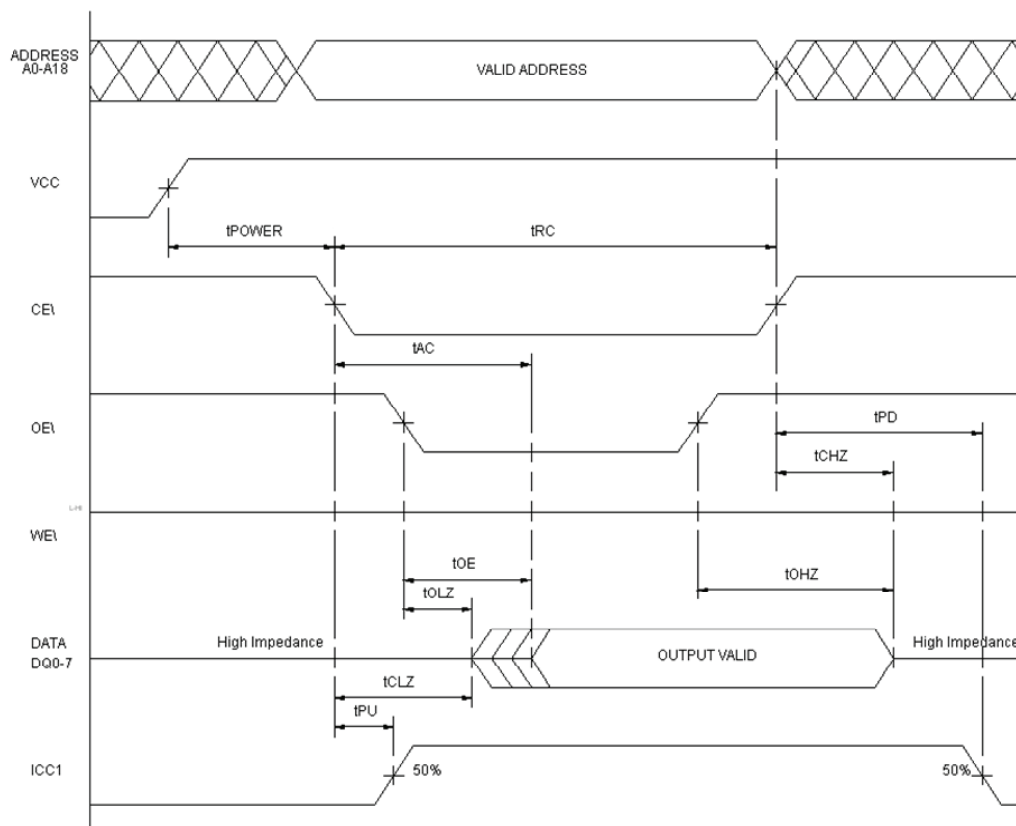 ADDRESS
A0-A18
VALID ADDRESS
VCC
tPOWER
tRC
CE\
tAC
OE\
tPD
tCHZ
WE\
tOE
tOHZ
tOLZ
DATA
DQ0-7
High Impedance
OUTPUT VALID
High Impedance
tCLZ
tPU
ICC1
50%
50%